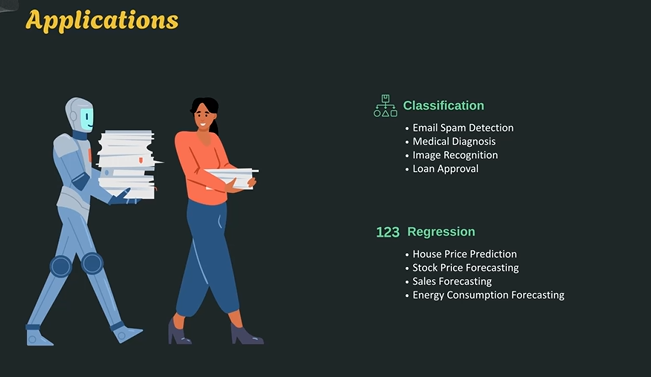 Applications
Classification
• Email Spam Detection
• Medical Diagnosis
• Image Recognition
• Loan Approval
123 Regression
• House Price Prediction
• Stock Price Forecasting
• Sales Forecasting
• Energy Consumption Forecasting